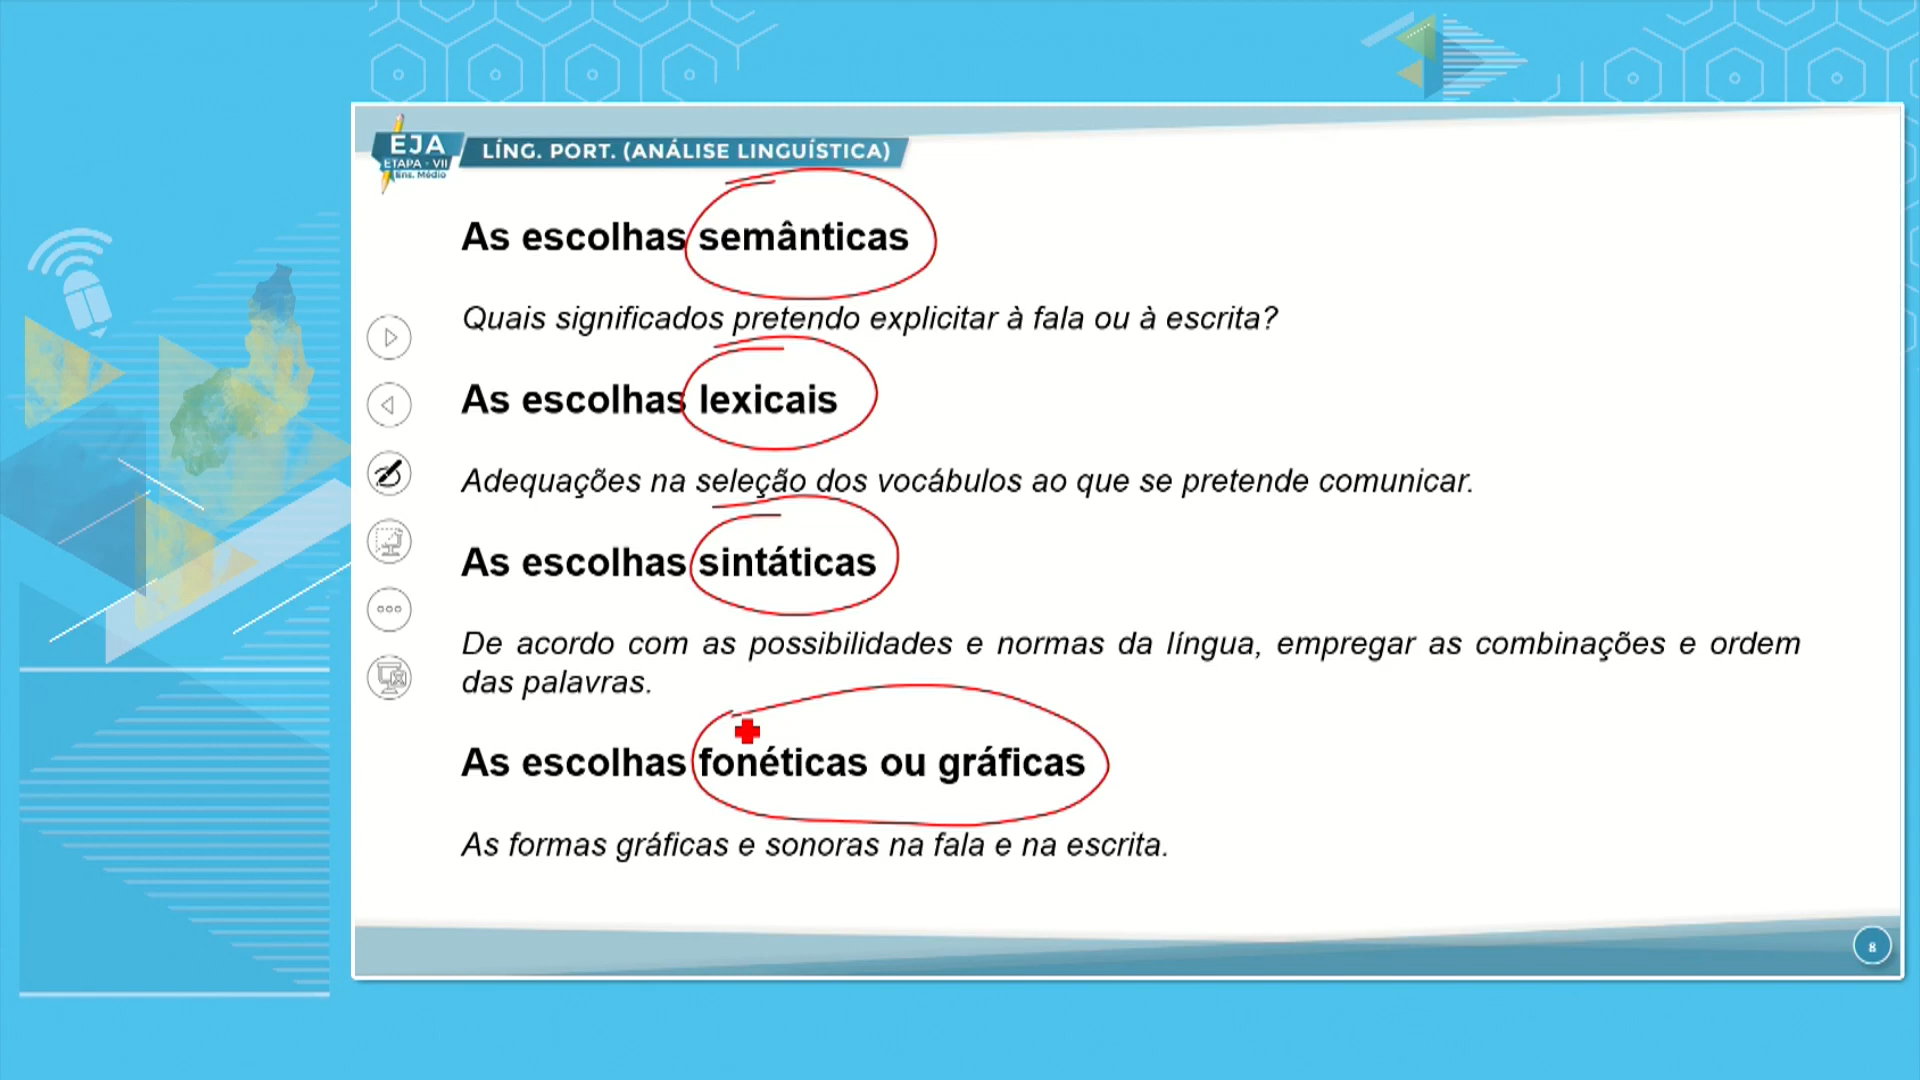 EJA
ETAPA - VII
Ens. Médio
LÍNG. PORT. (ANÁLISE LINGUÍSTICA)
As escolhas semânticas
Quais significados pretendo explicitar à fala ou à escrita?
As escolhas lexicais
Adequações na seleção dos vocábulos ao que se pretende comunicar.
As escolhas sintáticas
De acordo com as possibilidades e normas da língua, empregar as combinações e ordem
das palavras.
As escolhas fonéticas ou gráficas
As formas gráficas e sonoras na fala e na escrita.
8